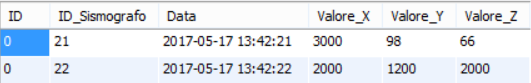 ID ID_Sismografo Data Valore_X Valore_Y Valore_Z
0 21 2017-05-17 13:42:21 3000 98 66
0 22 2017-05-17 13:42:22 2000 1200 2000